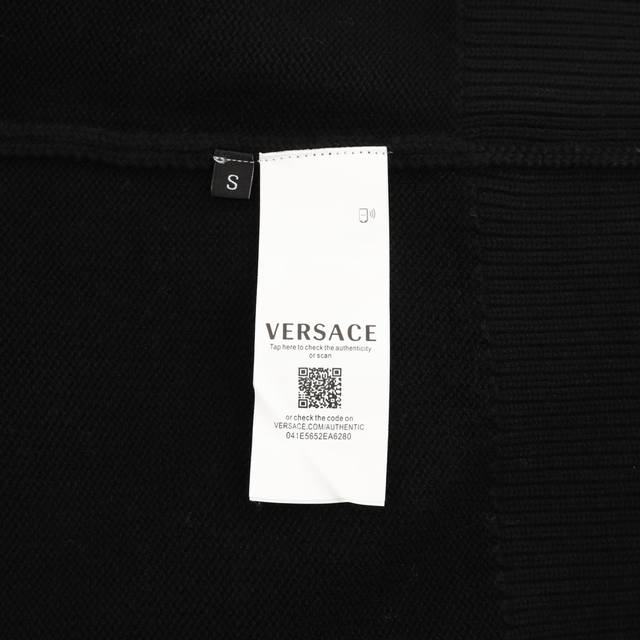 S
VERSACE
Tap here to check the authenticity
or scan
or check the code on
VERSACE.COM/AUTHENTIC
041E5652EA6280